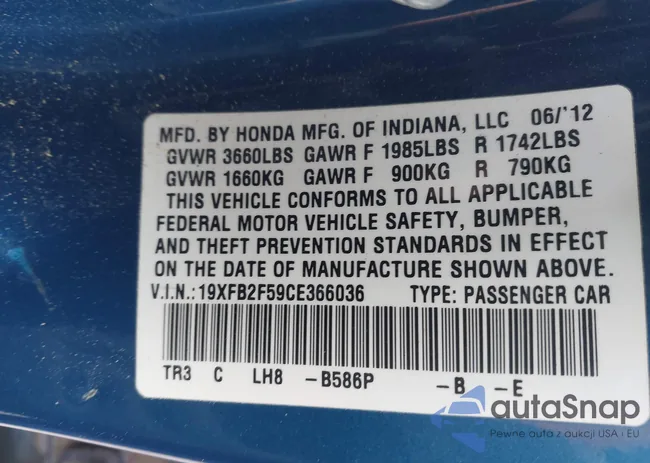 MFD. BY HONDA MFG. OF INDIANA, LLC 06/'12
GVWR 3660LBS GAWR F 1985LBS R 1742LBS
GVWR 1660KG GAWR F 900KG R 790KG
THIS VEHICLE CONFORMS TO ALL APPLICABLE
FEDERAL MOTOR VEHICLE SAFETY, BUMPER,
AND THEFT PREVENTION STANDARDS IN EFFECT
ON THE DATE OF MANUFACTURE SHOWN ABOVE.
V.I.N.:19XFB2F59CE366036 TYPE: PASSENGER CAR
TR3 C LH8 -B586P -B -E
autaSnap
Pewne auta z aukcji USA i EU